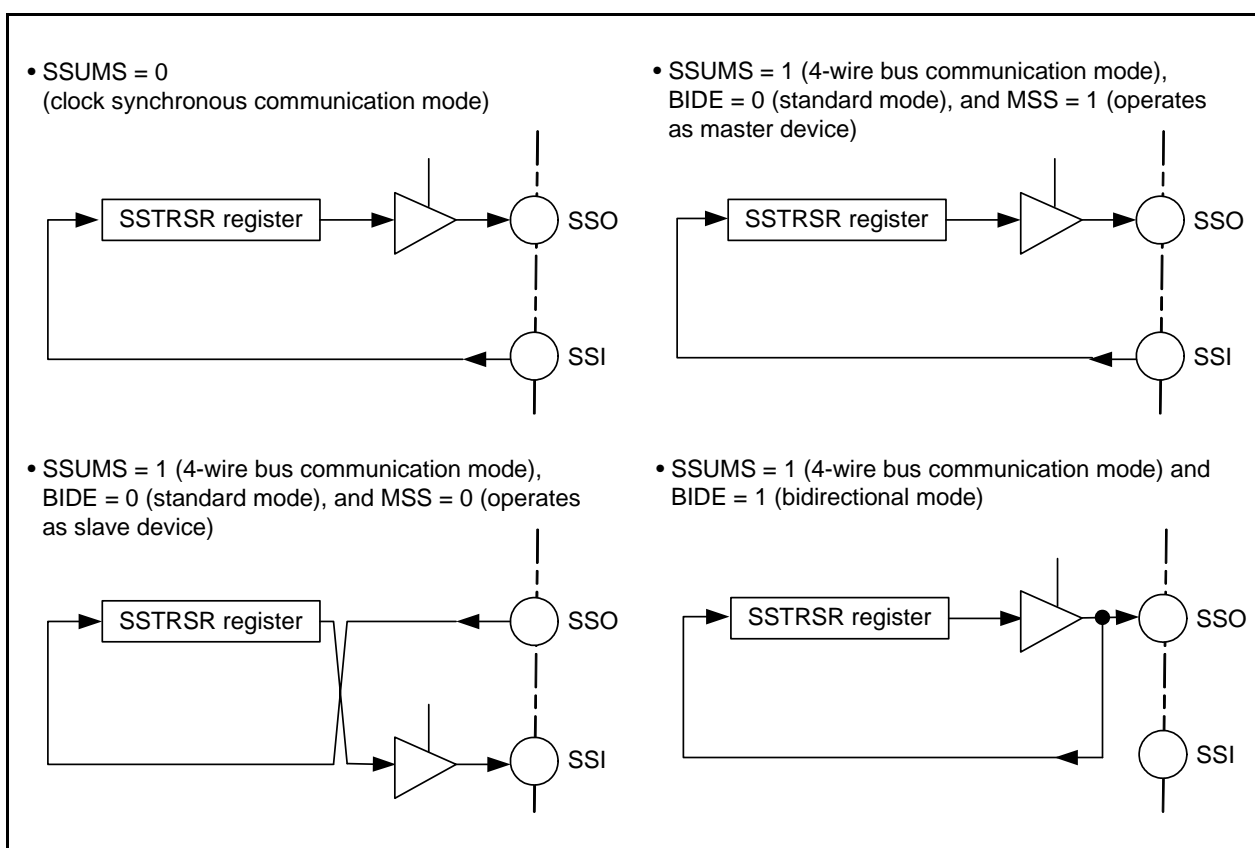 • SSUMS = 0
(clock synchronous communication mode)
SSTRSR register
SSO
SSI
• SSUMS = 1 (4-wire bus communication mode),
BIDE = 0 (standard mode), and MSS = 1 (operates
as master device)
SSTRSR register
SSO
SSI
• SSUMS = 1 (4-wire bus communication mode),
BIDE = 0 (standard mode), and MSS = 0 (operates
as slave device)
SSTRSR register
SSO
SSI
• SSUMS = 1 (4-wire bus communication mode) and
BIDE = 1 (bidirectional mode)
SSTRSR register
SSO
SSI